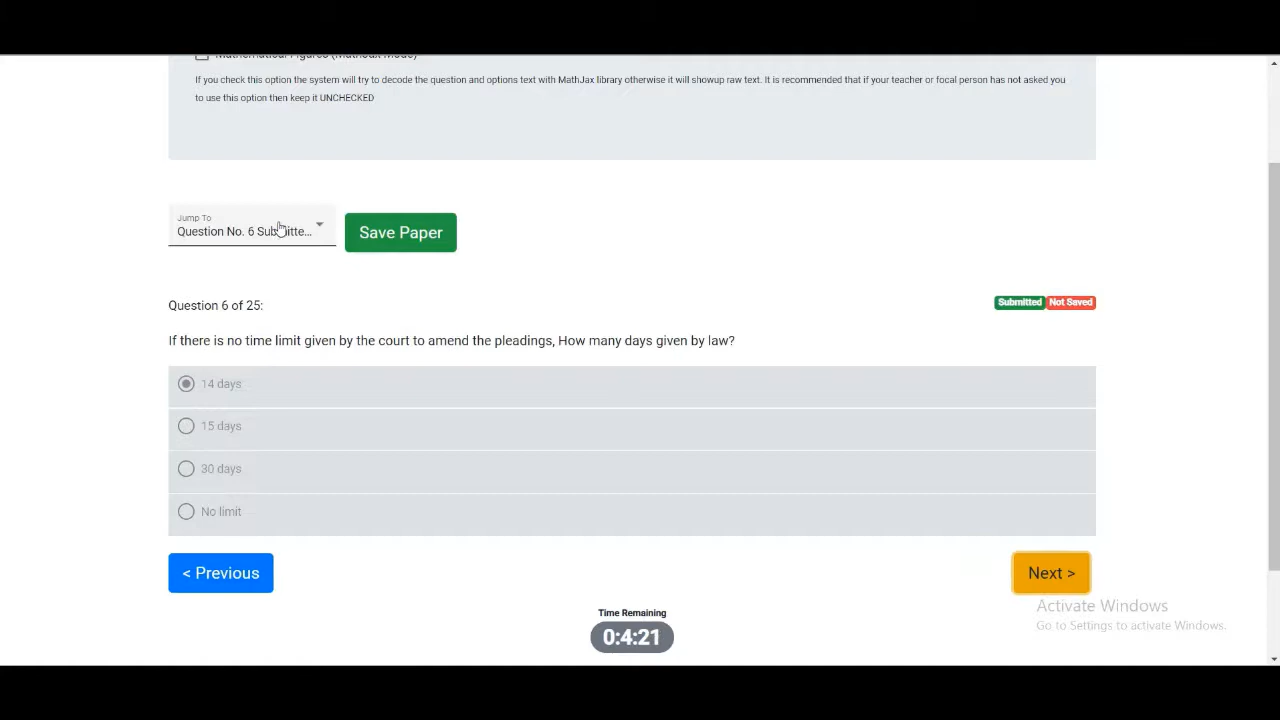 Mathematical Figures (MathJax Mode)
If you check this option the system will try to decode the question and options text with MathJax library otherwise it will showup raw text. It is recommended that if your teacher or focal person has not asked you
to use this option then keep it UNCHECKED
Jump To
Question No. 6 Submitte...
Save Paper
Question 6 of 25:
Submitted Not Saved
If there is no time limit given by the court to amend the pleadings, How many days given by law?
14 days
15 days
30 days
No limit
< Previous
Next >
Activate Windows
Go to Settings to activate Windows.
Time Remaining
0:4:21